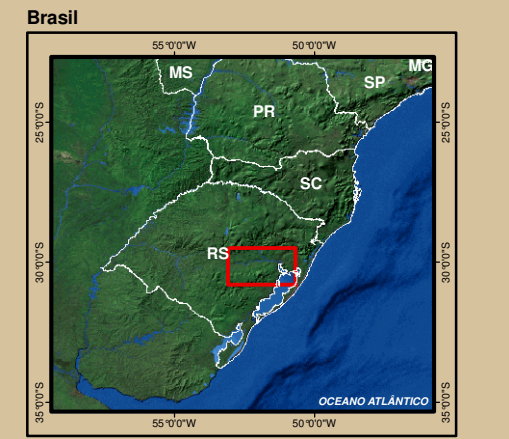 Brasil
55°0'0"W 50°0'0"W
MS
MG
SP
PR
25°0'0"S 25°0'0"S
SC
RS
30°0'0"S 30°0'0"S
OCEANO ATLÂNTICO
35°0'0"S 35°0'0"S
55°0'0"W 50°0'0"W